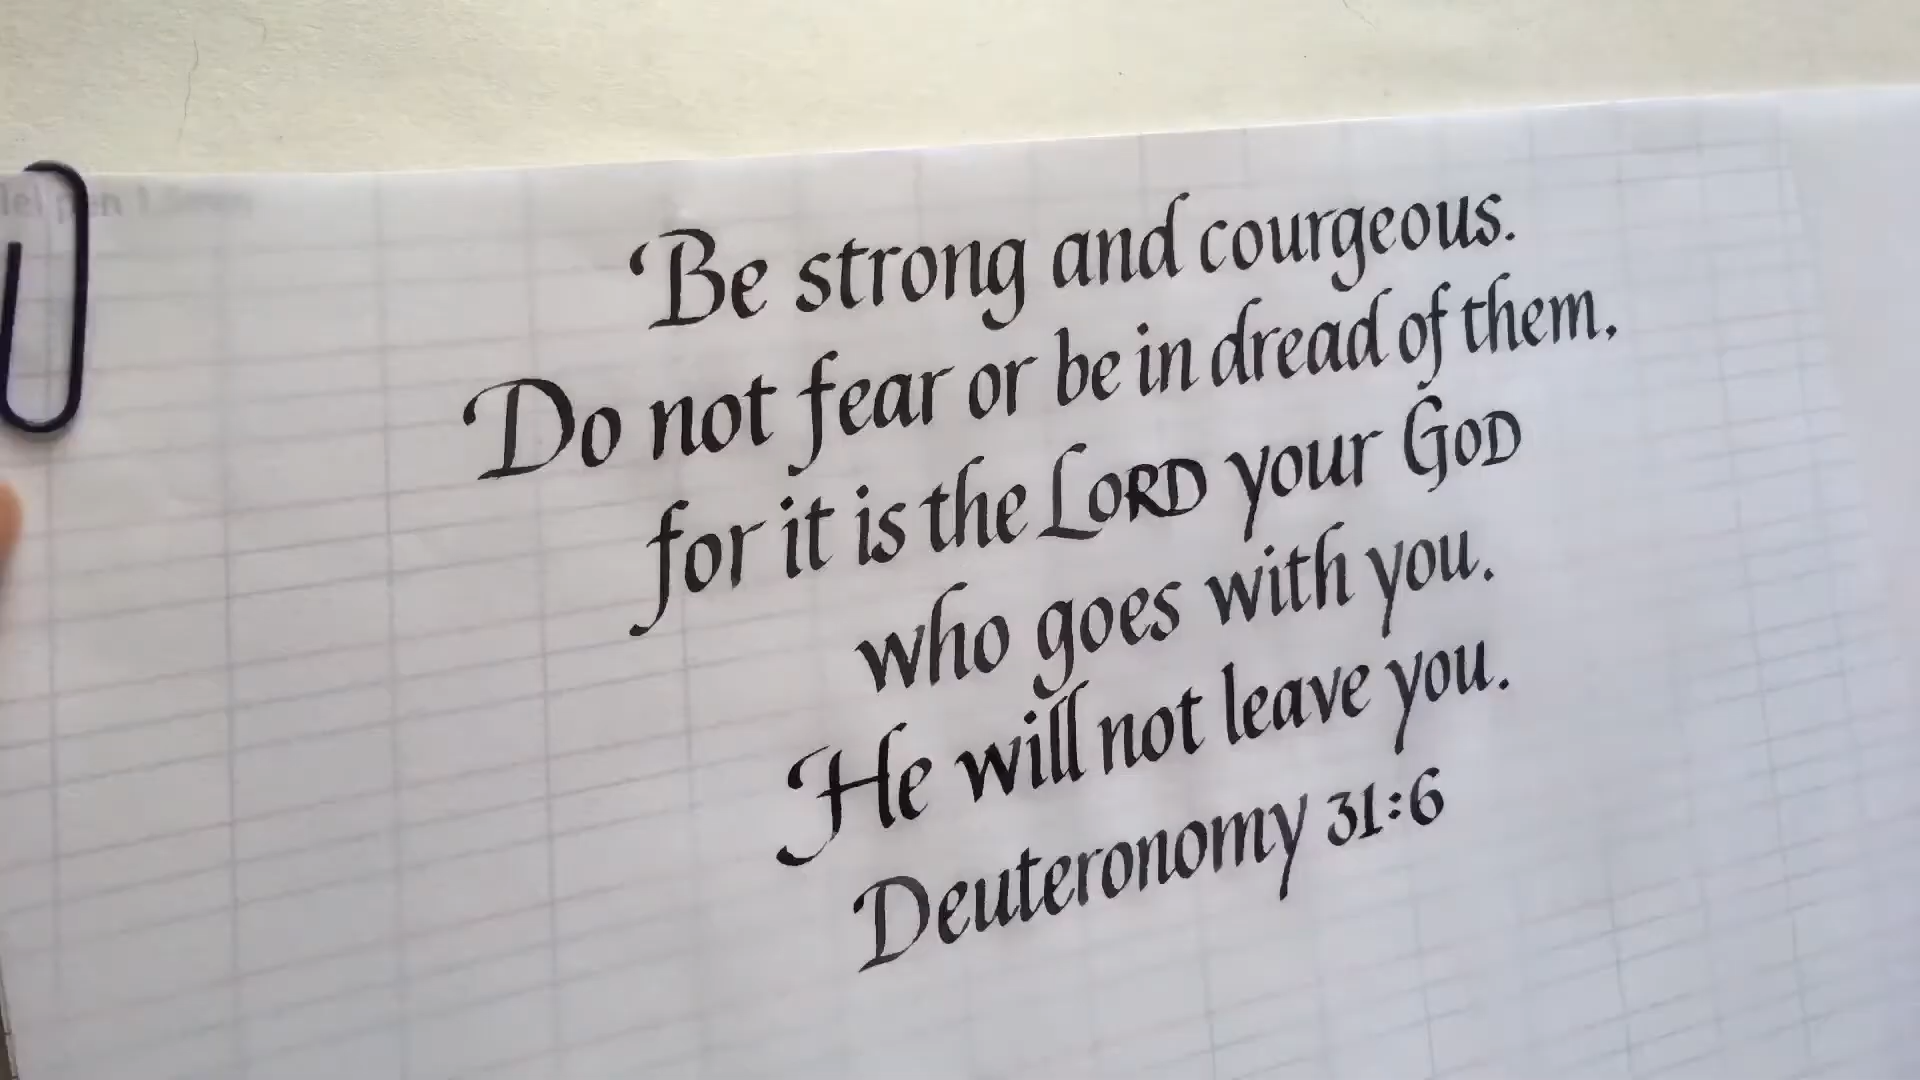 Be strong and courgeous.
Do not fear or be in dread of them,
for it is the LORD your GOD
who goes with you.
He will not leave you.
Deuteronomy 31:6